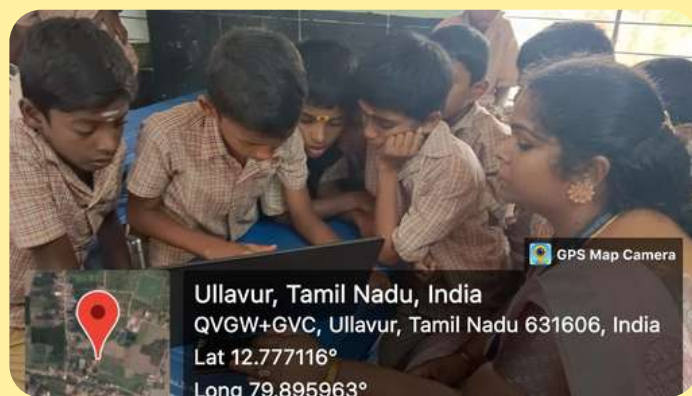 GPS Map Camera
Ullavur, Tamil Nadu, India
QVGW+GVC, Ullavur, Tamil Nadu 631606, India
Lat 12.777116°
Long 79.895963°